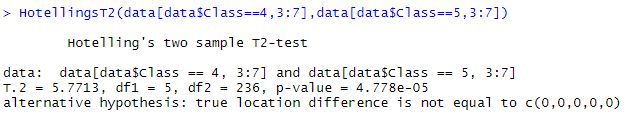 > HotellingsT2(data[data$Class==4,3:7],data[data$Class==5,3:7])
Hotelling's two sample T2-test
data:  data[data$Class == 4, 3:7] and data[data$Class == 5, 3:7]
T.2 = 5.7713, df1 = 5, df2 = 236, p-value = 4.778e-05
alternative hypothesis: true location difference is not equal to c(0,0,0,0,0)